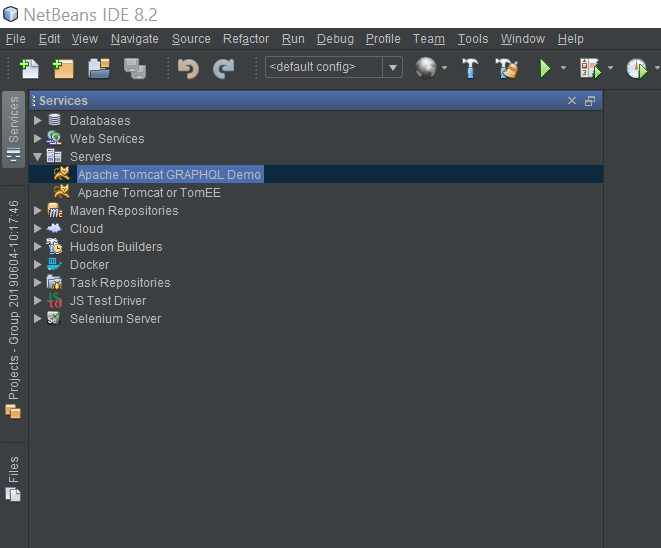 NetBeans IDE 8.2
File Edit View Navigate Source Refactor Run Debug Profile Team Tools Window Help
<default config>
Services
Services
Databases
Web Services
Servers
Apache Tomcat GRAPHQL Demo
Apache Tomcat or TomEE
Maven Repositories
Cloud
Hudson Builders
Docker
Task Repositories
JS Test Driver
Selenium Server
Projects - Group 20190604-10:17:46
Files